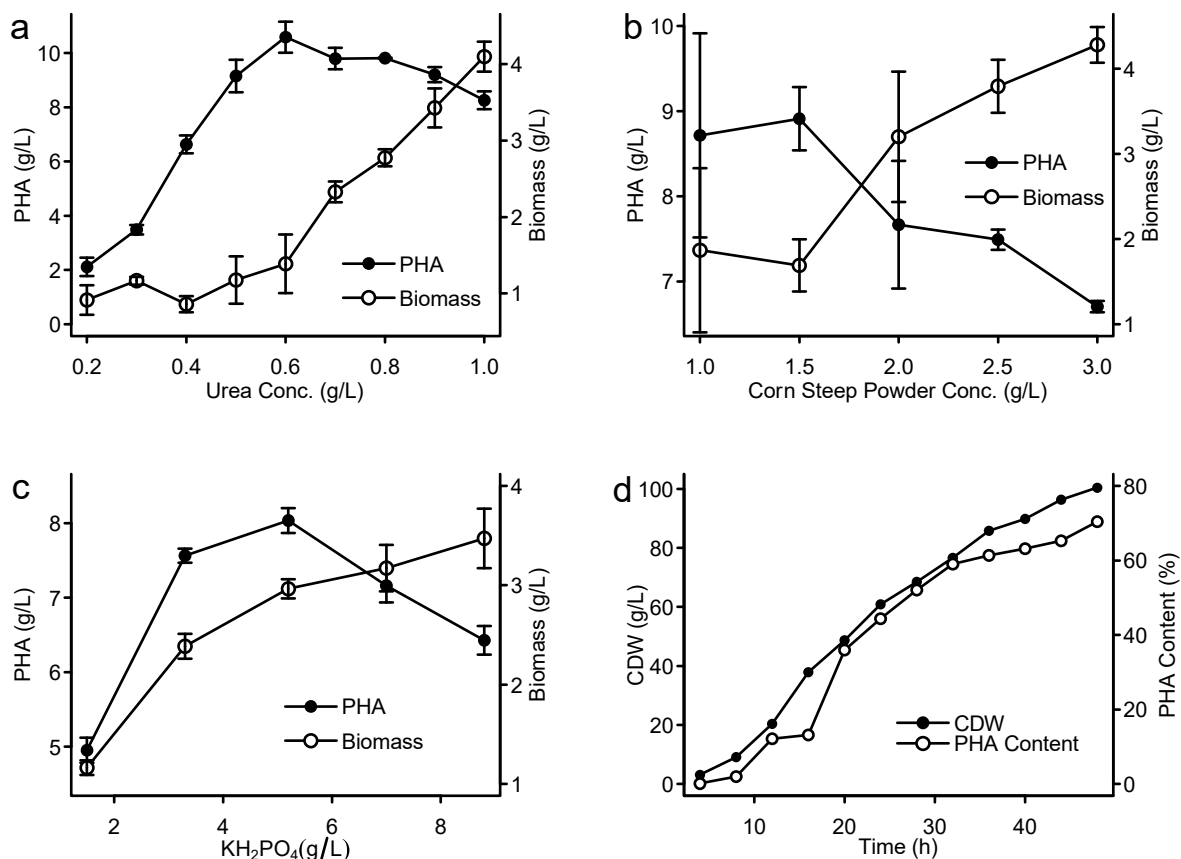 a
10
8
6
4
2
0
PHA (g/L)
4
3
2
1
Biomass (g/L)
PHA
Biomass
0.2
0.4
0.6
0.8
1.0
Urea Conc. (g/L)
b
10
9
8
7
PHA (g/L)
4
3
2
1
Biomass (g/L)
PHA
Biomass
1.0
1.5
2.0
2.5
3.0
Corn Steep Powder Conc. (g/L)
c
8
7
6
5
PHA (g/L)
4
3
2
1
Biomass (g/L)
PHA
Biomass
2
4
6
8
KH₂PO₄(g/L)
d
100
80
60
40
20
0
CDW (g/L)
80
60
40
20
0
PHA Content (%)
CDW
PHA Content
10
20
30
40
Time (h)